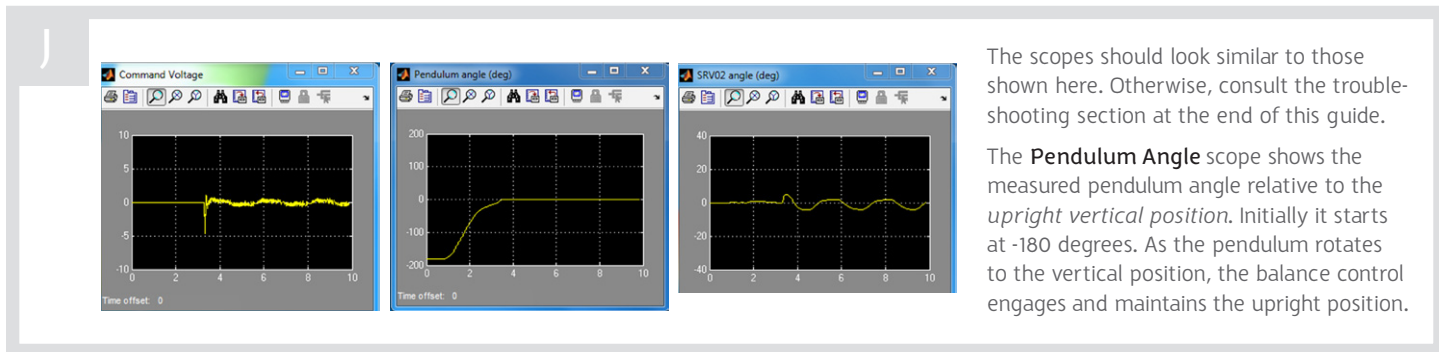 J
Command Voltage
10
5
0
-5
-10
0 2 4 6 8 10
Time offset: 0
Pendulum angle (deg)
200
100
0
-100
-200
0 2 4 6 8 10
Time offset: 0
SRV02 angle (deg)
40
20
0
-20
-40
0 2 4 6 8 10
The scopes should look similar to those
shown here. Otherwise, consult the trouble-
shooting section at the end of this guide.
The Pendulum Angle scope shows the
measured pendulum angle relative to the
upright vertical position. Initially it starts
at -180 degrees. As the pendulum rotates
to the vertical position, the balance control
engages and maintains the upright position.